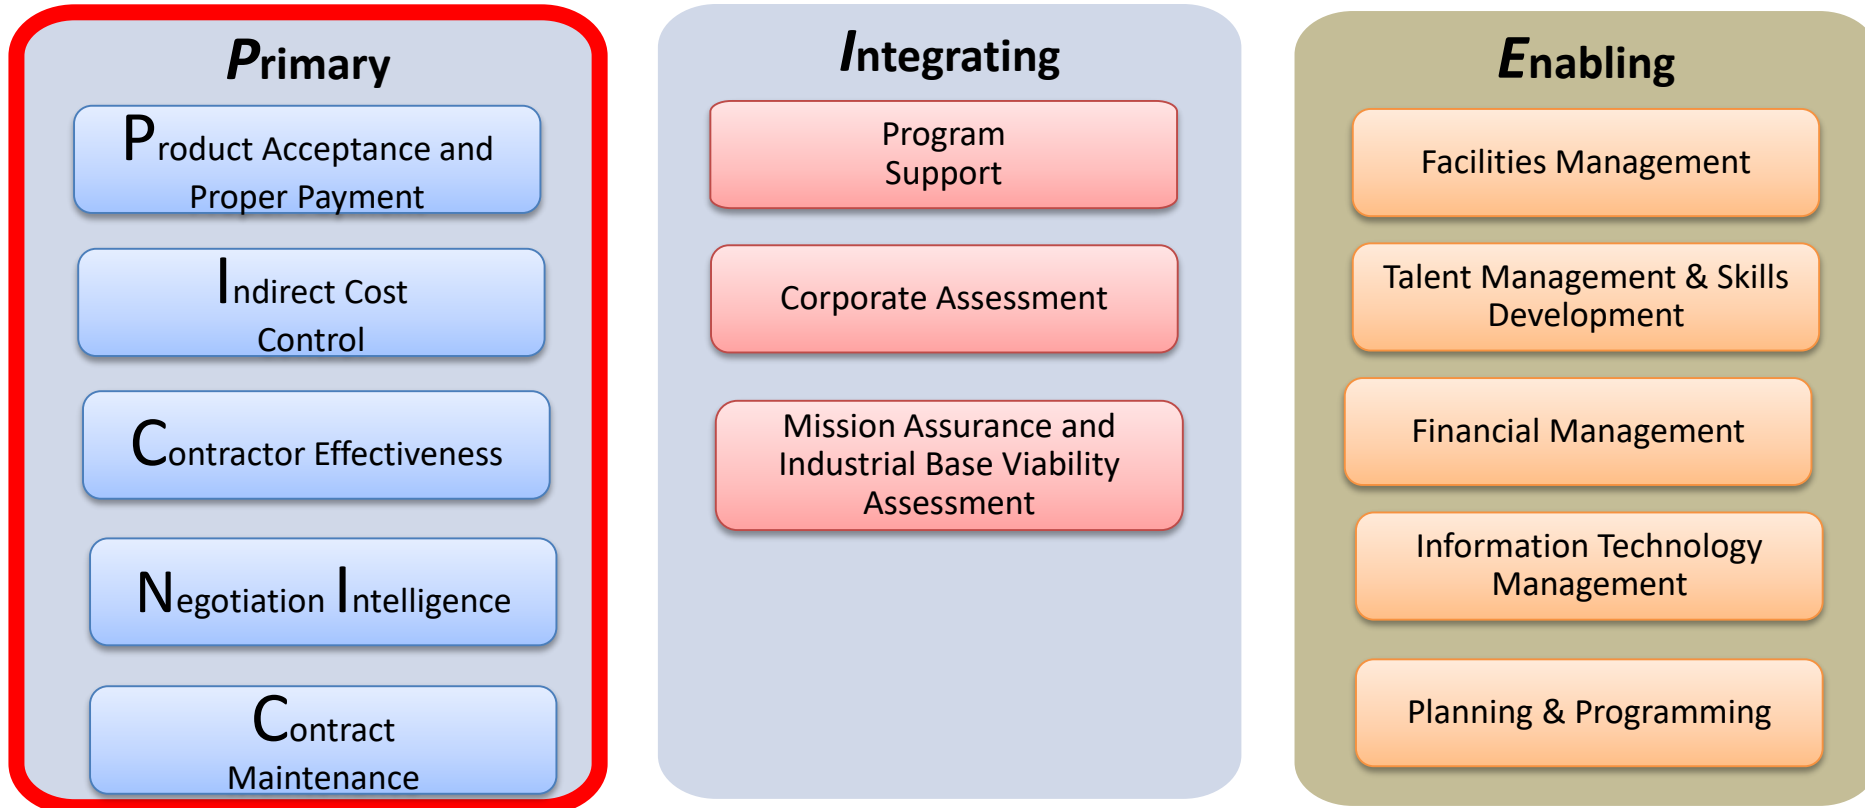 Primary
Product Acceptance and
Proper Payment
Indirect Cost
Control
Contractor Effectiveness
Negotiation Intelligence
Contract
Maintenance
Integrating
Program
Support
Corporate Assessment
Mission Assurance and
Industrial Base Viability
Assessment
Enabling
Facilities Management
Talent Management & Skills
Development
Financial Management
Information Technology
Management
Planning & Programming